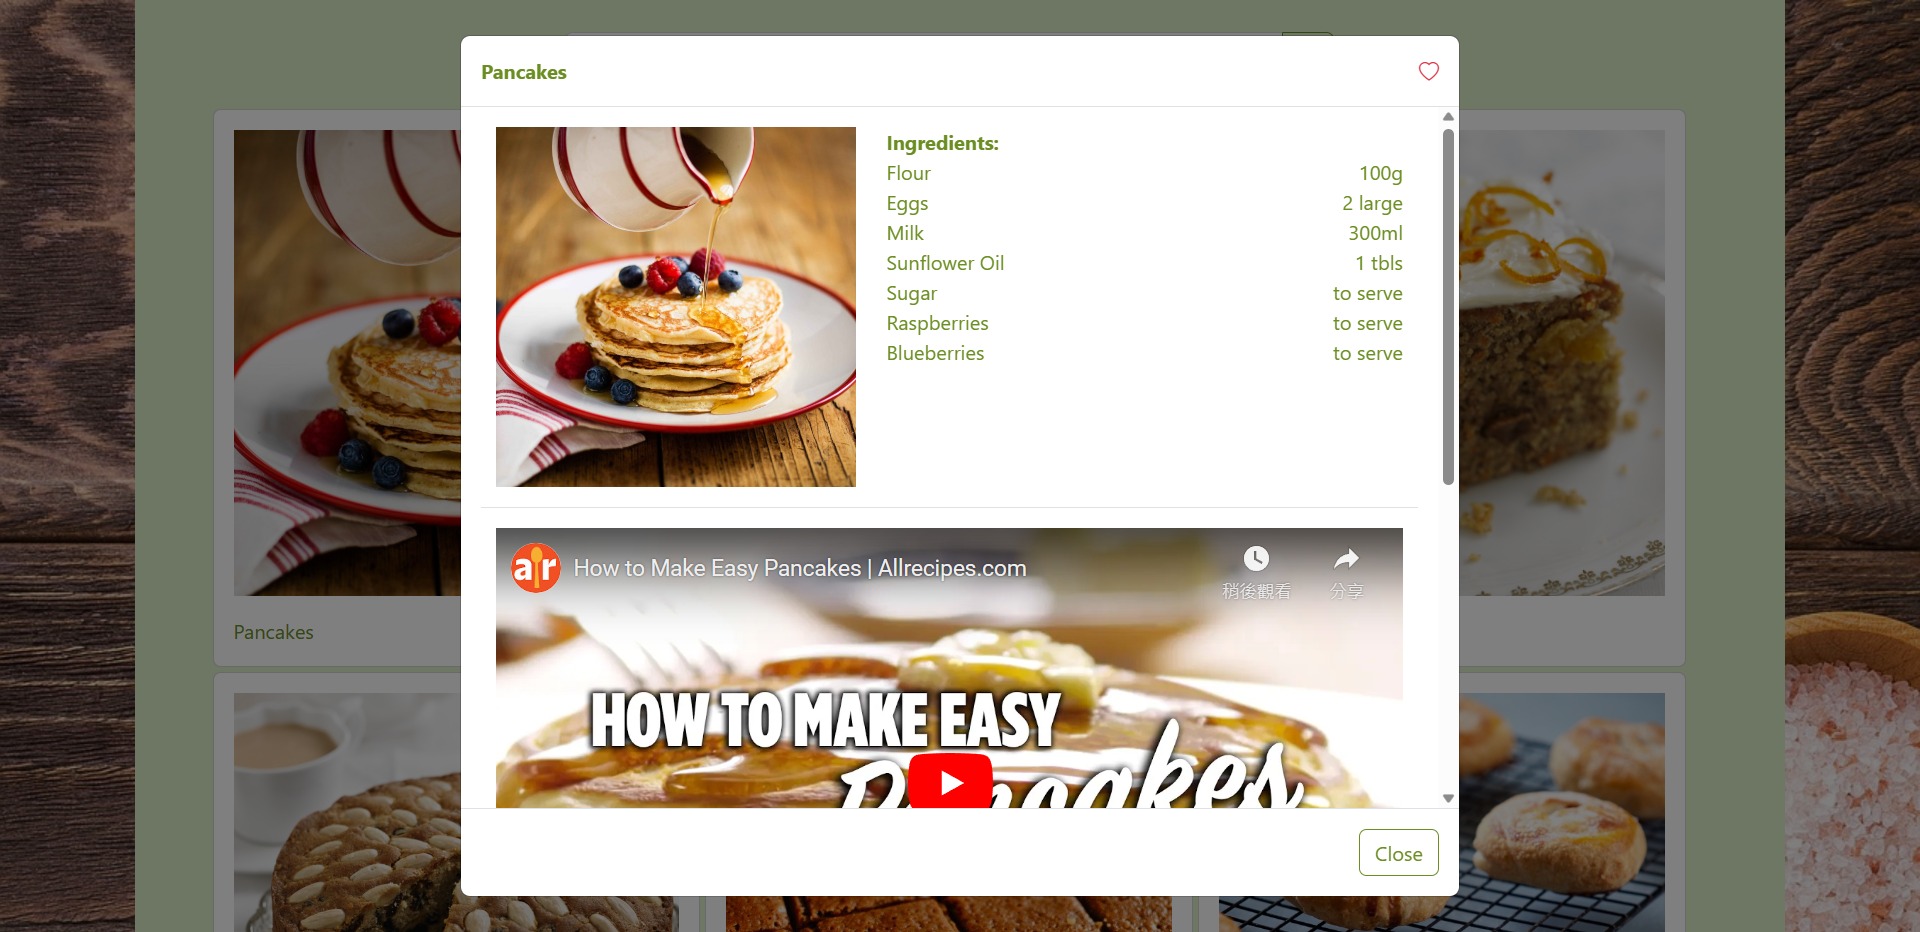 Pancakes
Ingredients:
Flour 100g
Eggs 2 large
Milk 300ml
Sunflower Oil 1 tbls
Sugar to serve
Raspberries to serve
Blueberries to serve
ar How to Make Easy Pancakes | Allrecipes.com
稍後觀看 分享
HOW TO MAKE EASY
Pancakes
Close
Pancakes